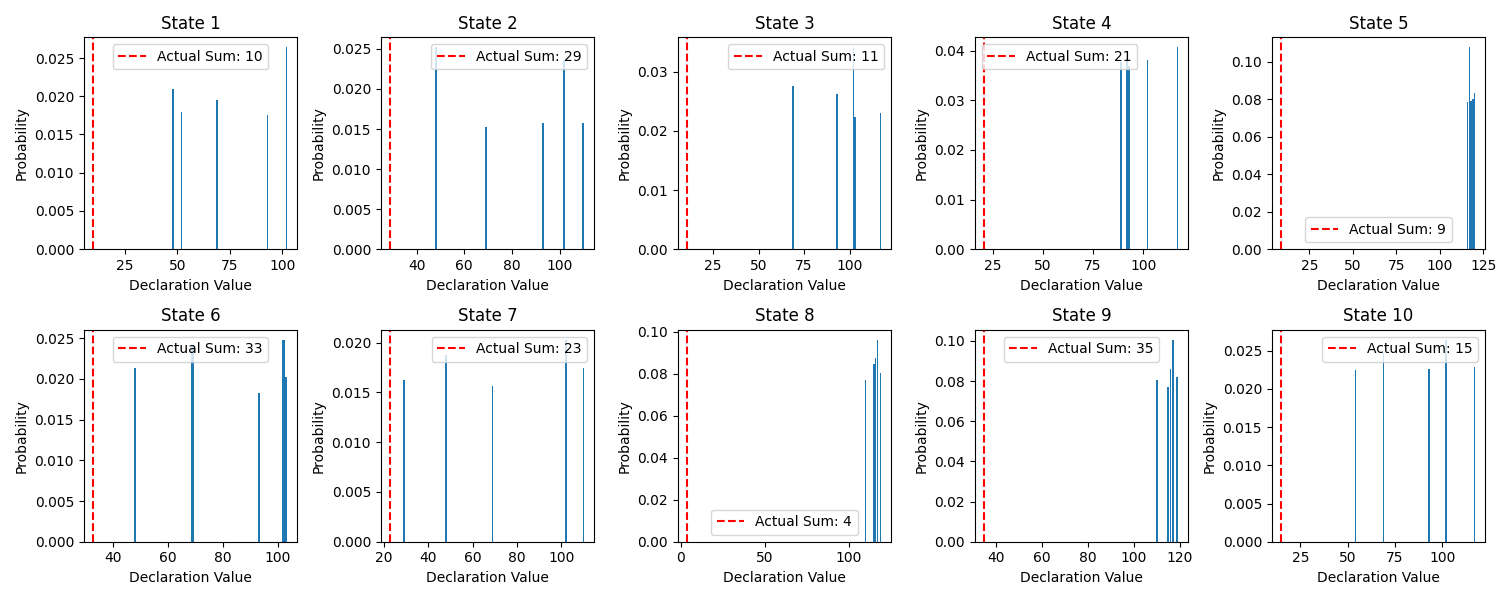 State 1
State 2
State 3
State 4
State 5
Probability
0.025
0.020
0.015
0.010
0.005
0.000
Actual Sum: 10
25
50
75
100
Declaration Value
Probability
0.025
0.020
0.015
0.010
0.005
0.000
Actual Sum: 29
40
60
80
100
Declaration Value
Probability
0.03
0.02
0.01
0.00
Actual Sum: 11
25
50
75
100
Declaration Value
Probability
0.04
0.03
0.02
0.01
0.00
Actual Sum: 21
25
50
75
100
Declaration Value
Probability
0.10
0.08
0.06
0.04
0.02
0.00
Actual Sum: 9
25
50
75
100
125
Declaration Value
State 6
State 7
State 8
State 9
State 10
Probability
0.025
0.020
0.015
0.010
0.005
0.000
Actual Sum: 33
40
60
80
100
Declaration Value
Probability
0.020
0.015
0.010
0.005
0.000
Actual Sum: 23
20
40
60
80
100
Declaration Value
Probability
0.10
0.08
0.06
0.04
0.02
0.00
Actual Sum: 4
0
50
100
Declaration Value
Probability
0.10
0.08
0.06
0.04
0.02
0.00
Actual Sum: 35
40
60
80
100
120
Declaration Value
Probability
0.025
0.020
0.015
0.010
0.005
0.000
Actual Sum: 15
25
50
75
100
Declaration Value